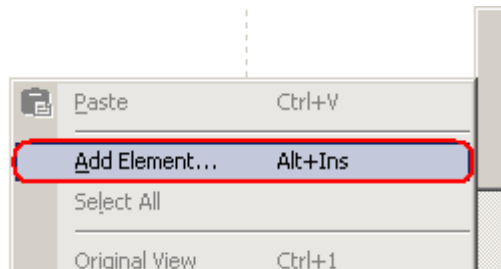 Paste Ctrl+V
Add Element... Alt+Ins
Select All
Original View Ctrl+1